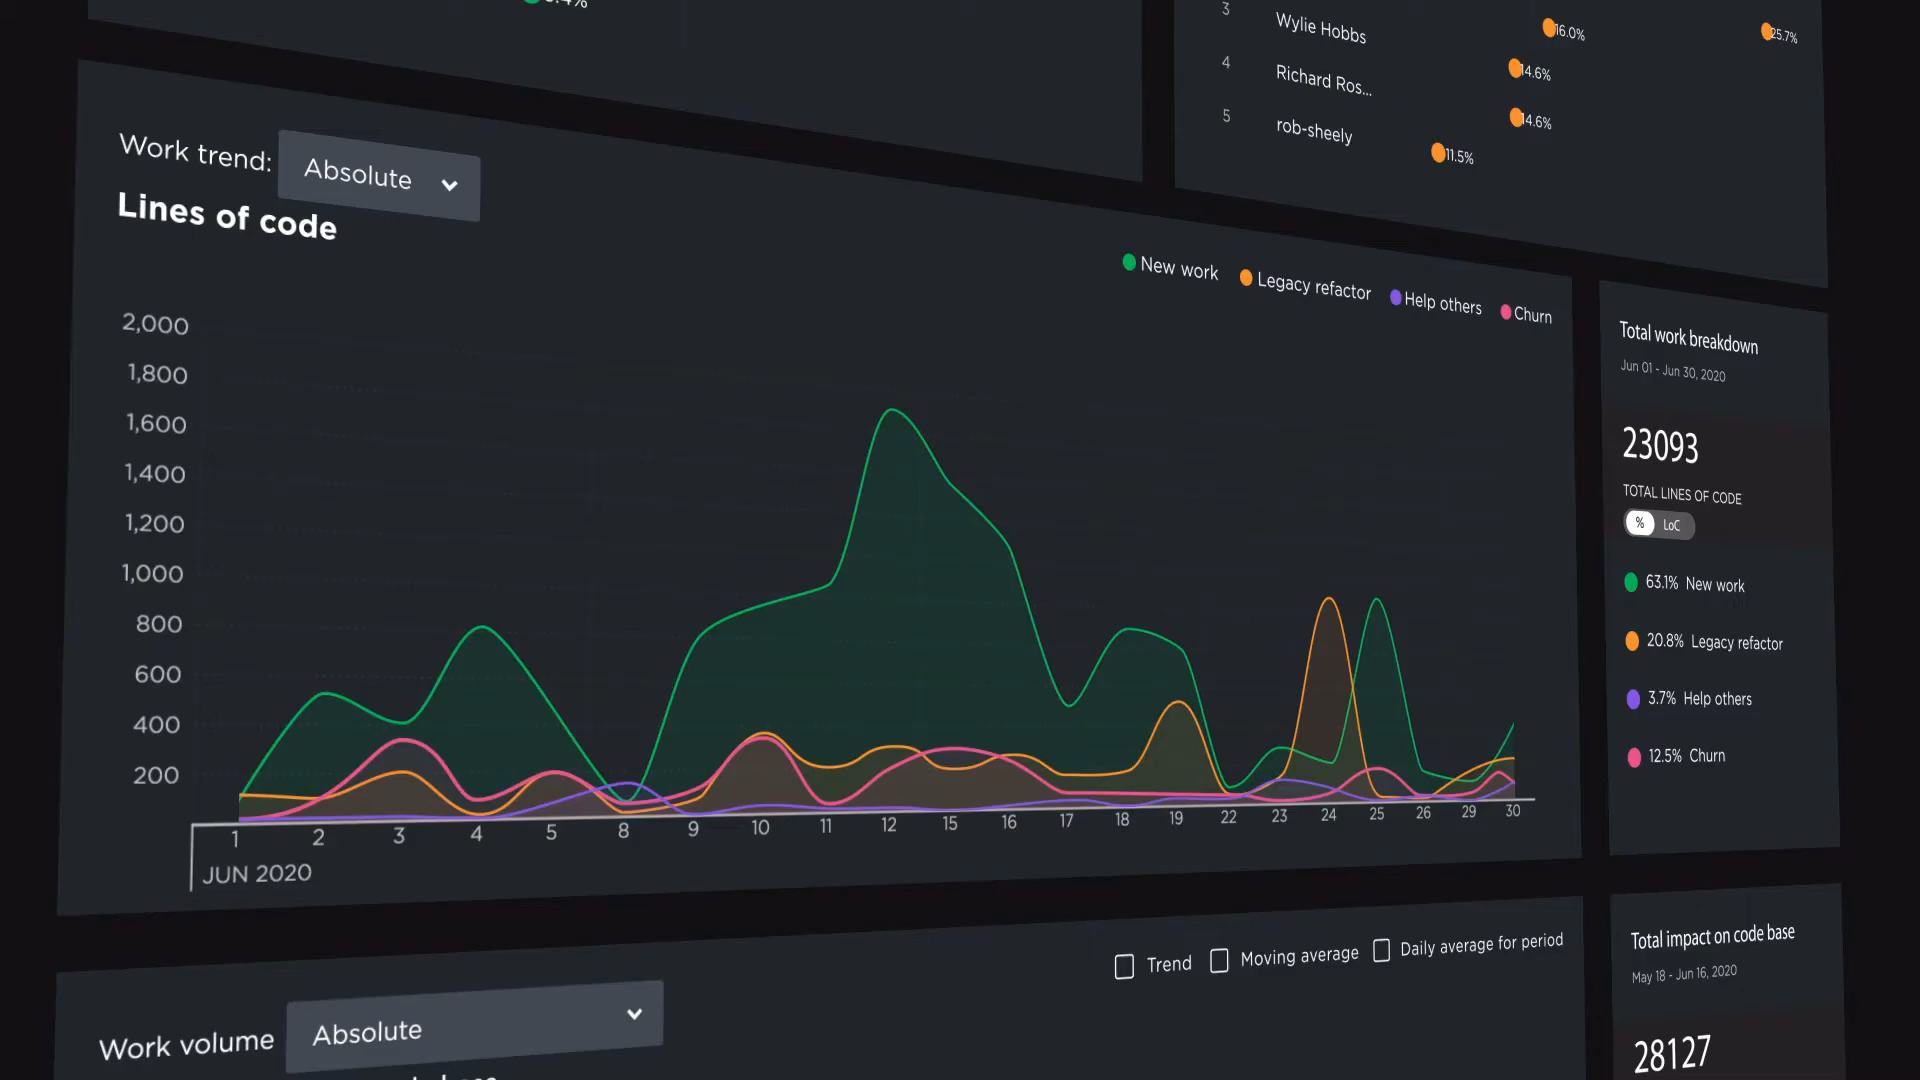 3 Wylie Hobbs 16.0% 25.7%
4 Richard Ros... 14.6%
5 rob-sheely 14.6%
11.5%
Work trend: Absolute
Lines of code
New work Legacy refactor Help others Churn
2,000
1,800
1,600
1,400
1,200
1,000
800
600
400
200
1 2 3 4 5 8 9 10 11 12 15 16 17 18 19 22 23 24 25 26 29 30
JUN 2020
Total work breakdown
Jun 01 - Jun 30, 2020
23093
TOTAL LINES OF CODE
% LoC
63.1% New work
20.8% Legacy refactor
3.7% Help others
12.5% Churn
Trend Moving average Daily average for period
Work volume Absolute
Total impact on code base
May 18 - Jun 16, 2020
28127